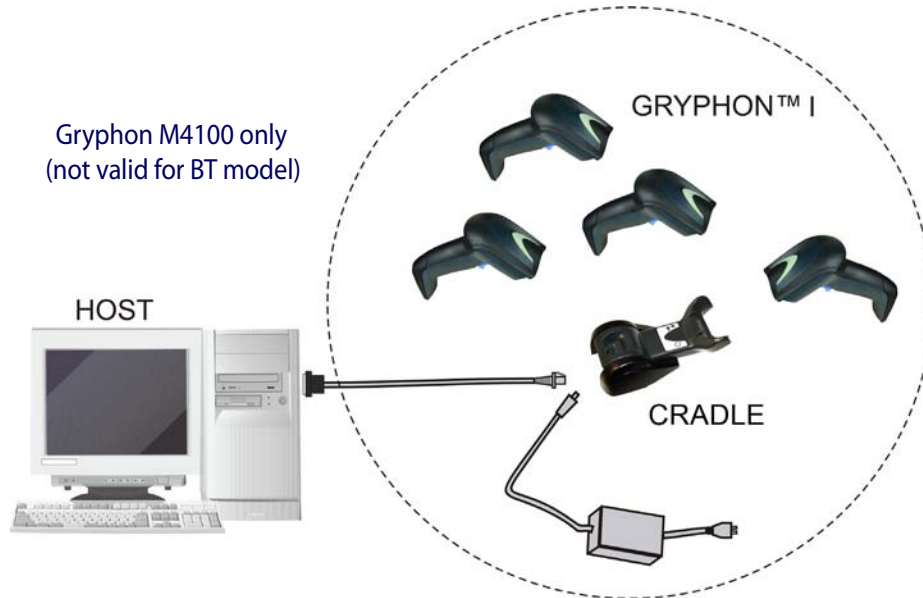 GRYPHON™ I
Gryphon M4100 only
(not valid for BT model)
HOST
CRADLE